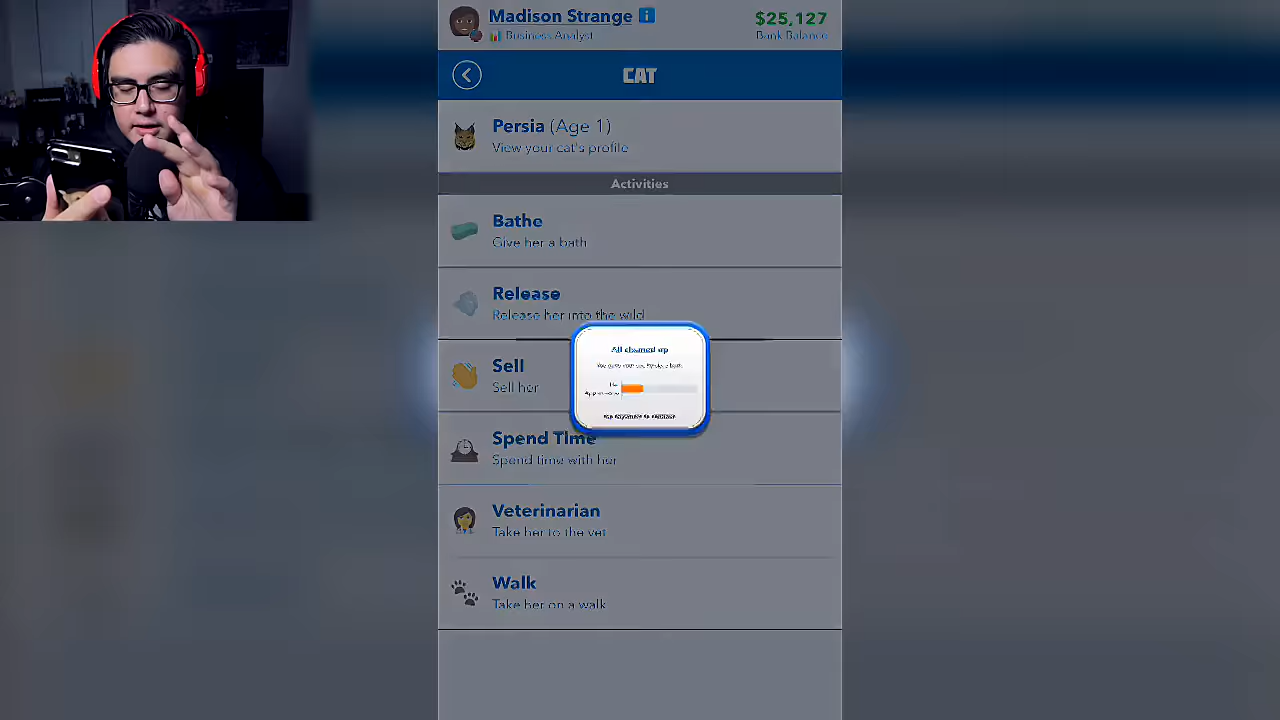 Madison Strange
$25,127
Business Analyst
Bank Balance
CAT
Persia (Age 1)
View your cat's profile
Activities
Bathe
Give her a bath
Release
Release her into the wild
All cleaned up
Sell
Sell her
Spend Time
Spend time with her
Veterinarian
Take her to the vet
Walk
Take her on a walk